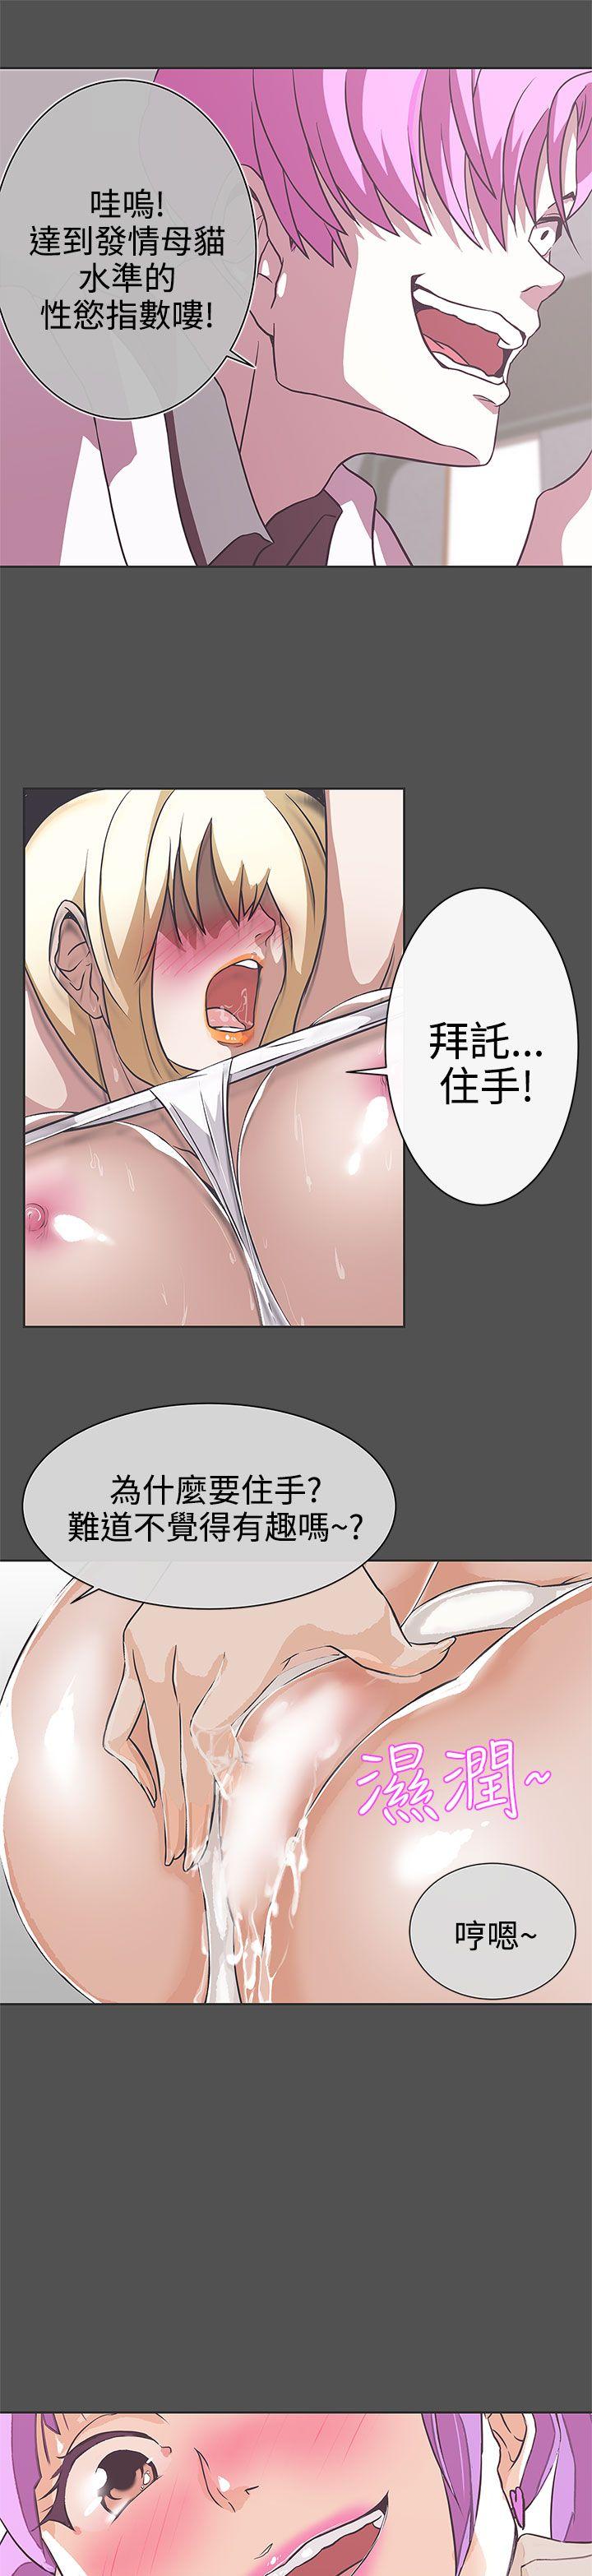 哇嗚!
達到發情母貓
水準的
性慾指數嘍!
拜託...
住手!
為什麼要住手?
難道不覺得有趣嗎~?
濕潤~
哼嗯~